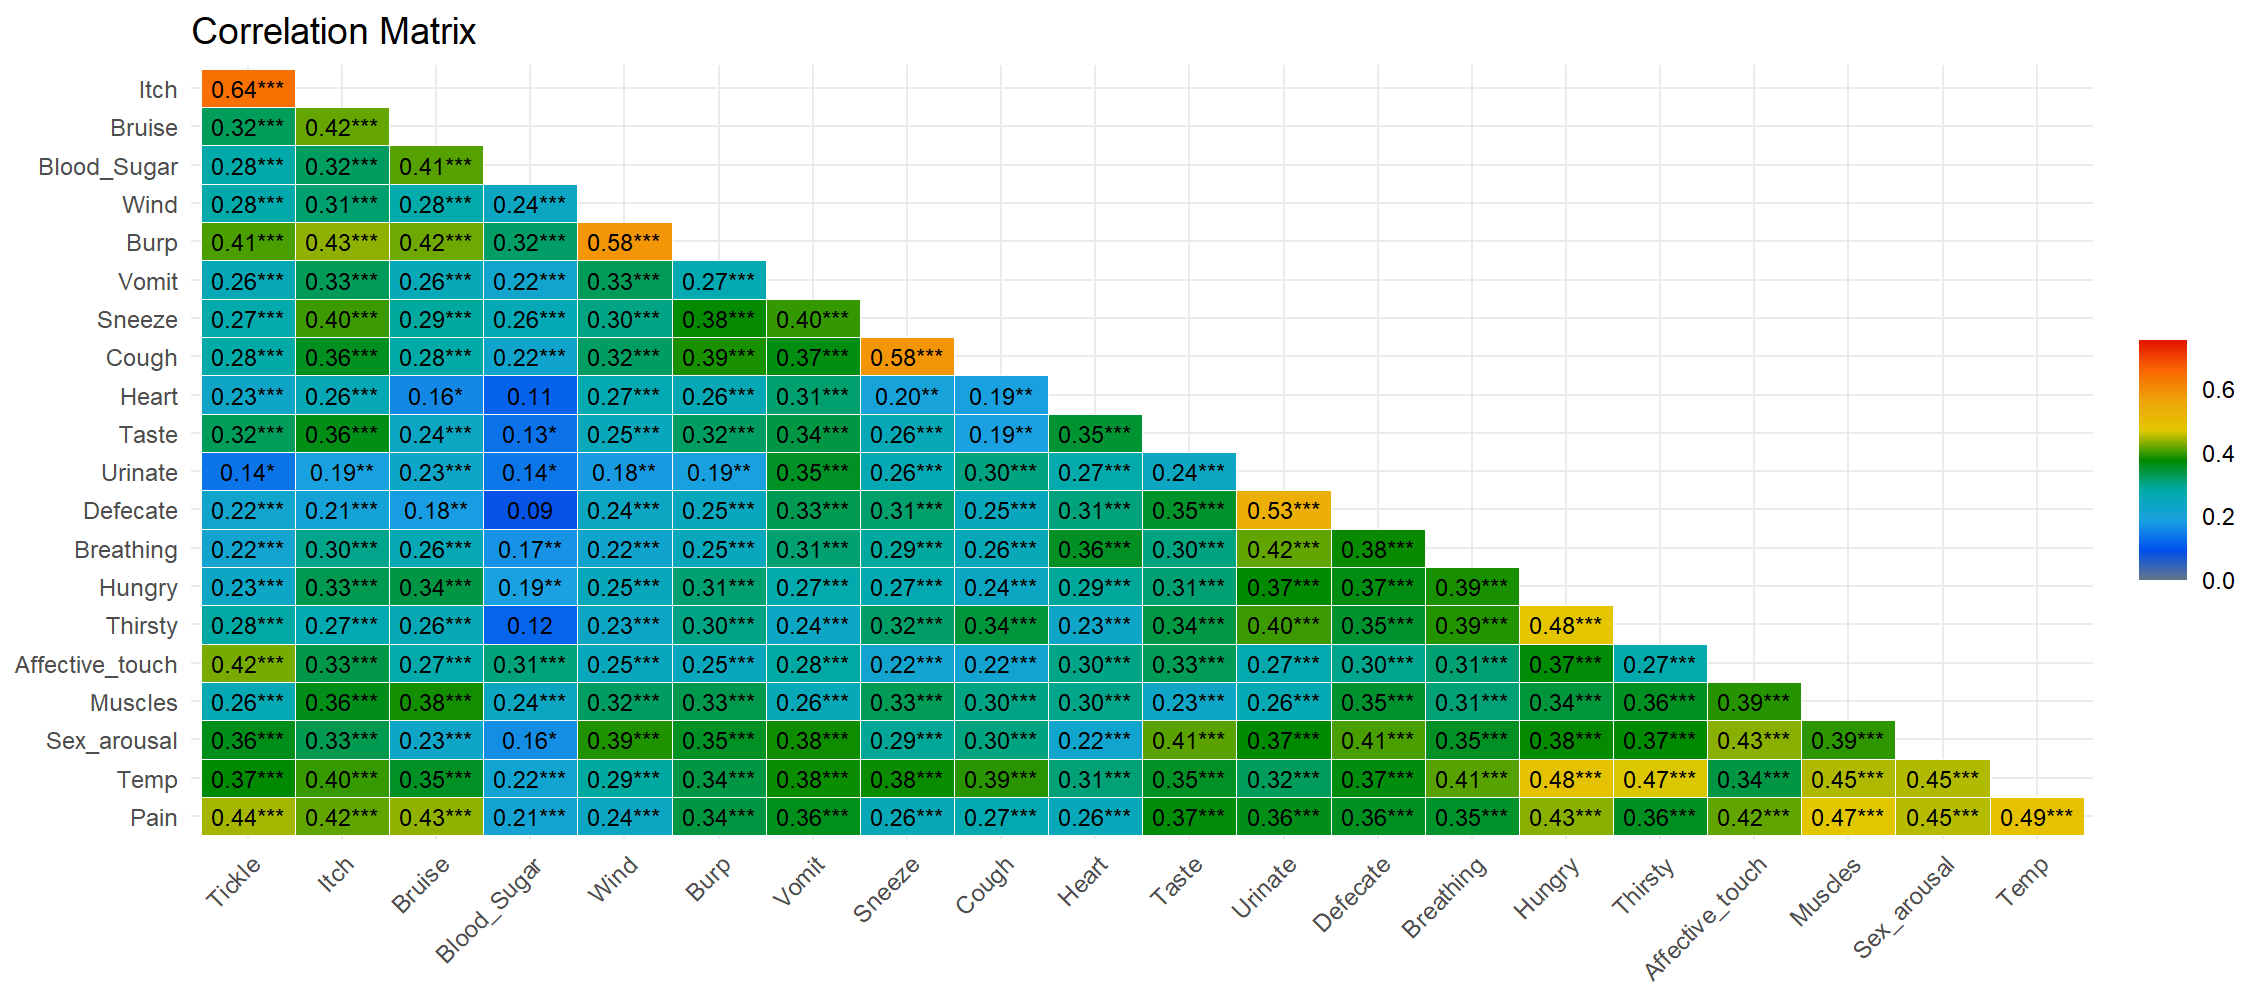 Correlation Matrix
Itch 0.64***
Bruise 0.32*** 0.42***
Blood_Sugar 0.28*** 0.32*** 0.41***
Wind 0.28*** 0.31*** 0.28*** 0.24***
Burp 0.41*** 0.43*** 0.42*** 0.32*** 0.58***
Vomit 0.26*** 0.33*** 0.26*** 0.22*** 0.33*** 0.27***
Sneeze 0.27*** 0.40*** 0.29*** 0.26*** 0.30*** 0.38*** 0.40***
Cough 0.28*** 0.36*** 0.28*** 0.22*** 0.32*** 0.39*** 0.37*** 0.58***
Heart 0.23*** 0.26*** 0.16* 0.11 0.27*** 0.26*** 0.31*** 0.20** 0.19**
Taste 0.32*** 0.36*** 0.24*** 0.13* 0.25*** 0.32*** 0.34*** 0.26*** 0.19** 0.35***
Urinate 0.14* 0.19** 0.23*** 0.14* 0.18** 0.19** 0.35*** 0.26*** 0.30*** 0.27*** 0.24***
Defecate 0.22*** 0.21*** 0.18** 0.09 0.24*** 0.25*** 0.33*** 0.31*** 0.25*** 0.31*** 0.35*** 0.53***
Breathing 0.22*** 0.30*** 0.26*** 0.17** 0.22*** 0.25*** 0.31*** 0.29*** 0.26*** 0.36*** 0.30*** 0.42*** 0.38***
Hungry 0.23*** 0.33*** 0.34*** 0.19** 0.25*** 0.31*** 0.27*** 0.27*** 0.24*** 0.29*** 0.31*** 0.37*** 0.37*** 0.39***
Thirsty 0.28*** 0.27*** 0.26*** 0.12 0.23*** 0.30*** 0.24*** 0.32*** 0.34*** 0.23*** 0.34*** 0.40*** 0.35*** 0.39*** 0.48***
Affective_touch 0.42*** 0.33*** 0.27*** 0.31*** 0.25*** 0.25*** 0.28*** 0.22*** 0.22*** 0.30*** 0.33*** 0.27*** 0.30*** 0.31*** 0.37*** 0.27***
Muscles 0.26*** 0.36*** 0.38*** 0.24*** 0.32*** 0.33*** 0.26*** 0.33*** 0.30*** 0.30*** 0.23*** 0.26*** 0.35*** 0.31*** 0.34*** 0.36*** 0.39***
Sex_arousal 0.36*** 0.33*** 0.23*** 0.16* 0.39*** 0.35*** 0.38*** 0.29*** 0.30*** 0.22*** 0.41*** 0.37*** 0.41*** 0.35*** 0.38*** 0.37*** 0.43*** 0.39***
Temp 0.37*** 0.40*** 0.35*** 0.22*** 0.29*** 0.34*** 0.38*** 0.38*** 0.39*** 0.31*** 0.35*** 0.32*** 0.37*** 0.41*** 0.48*** 0.47*** 0.34*** 0.45*** 0.45***
Pain 0.44*** 0.42*** 0.43*** 0.21*** 0.24*** 0.34*** 0.36*** 0.26*** 0.27*** 0.26*** 0.37*** 0.36*** 0.36*** 0.35*** 0.43*** 0.36*** 0.42*** 0.47*** 0.45*** 0.49***
Tickle Itch Bruise Blood_Sugar Wind Burp Vomit Sneeze Cough Heart Taste Urinate Defecate Breathing Hungry Thirsty Affective_touch Muscles Sex_arousal Temp
0.6
0.4
0.2
0.0